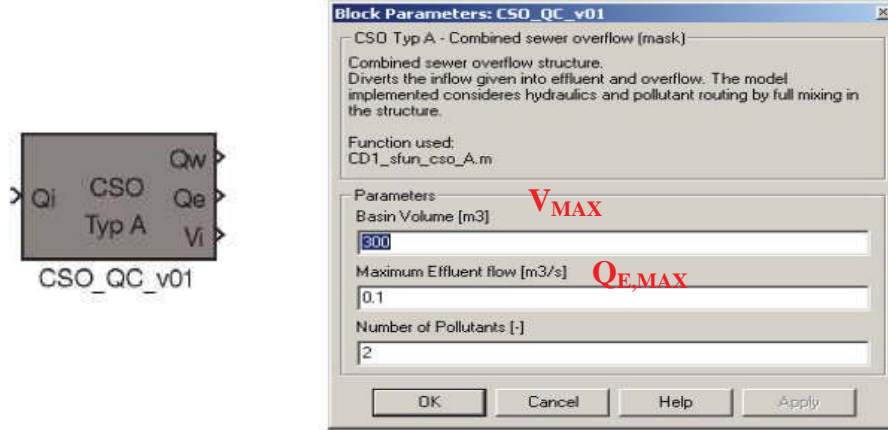 Qi
CSO
Typ A
Qw
Qe
Vi
CSO_QC_v01
Block Parameters: CSO_QC_v01
CSO Typ A - Combined sewer overflow (mask)
Combined sewer overflow structure.
Diverts the inflow given into effluent and overflow. The model
implemented consideres hydraulics and pollutant routing by full mixing in
the structure.
Function used:
CD1_sfun_cso_A.m
Parameters
Basin Volume [m3]
V_MAX
300
Maximum Effluent flow [m3/s]
Q_E,MAX
0.1
Number of Pollutants [-]
2
OK Cancel Help Apply